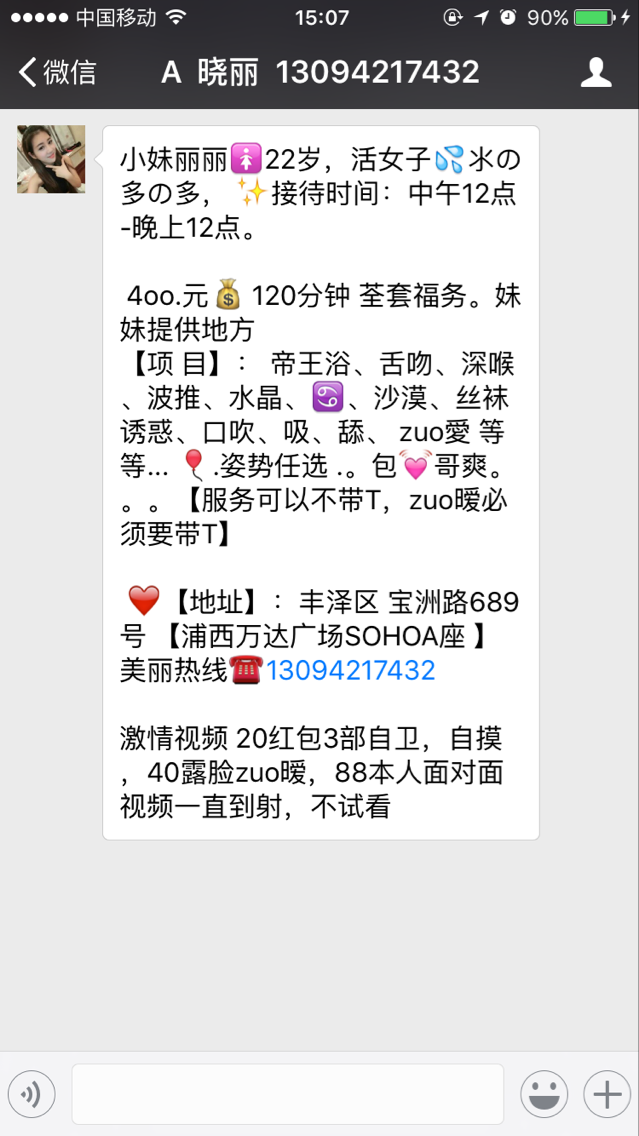 中国移动 15:07 90%
微信 A 晓丽 13094217432
小妹丽丽🚺22岁，活女子💦氺の
多の多，✨接待时间：中午12点
-晚上12点。
4oo.元💰 120分钟 荃套福务。妹
妹提供地方
【项 目】： 帝王浴、舌吻、深喉
、波推、水晶、♋、沙漠、丝袜
诱惑、口吹、吸、舔、 zuo愛 等
等... 🎈.姿势任选 .。包💓哥爽。
。。【服务可以不带T，zuo暧必
须要带T】
❤️【地址】：丰泽区 宝洲路689
号 【浦西万达广场SOHOA座 】
美丽热线☎️13094217432
激情视频 20红包3部自卫，自摸
，40露脸zuo暧，88本人面对面
视频一直到射，不试看